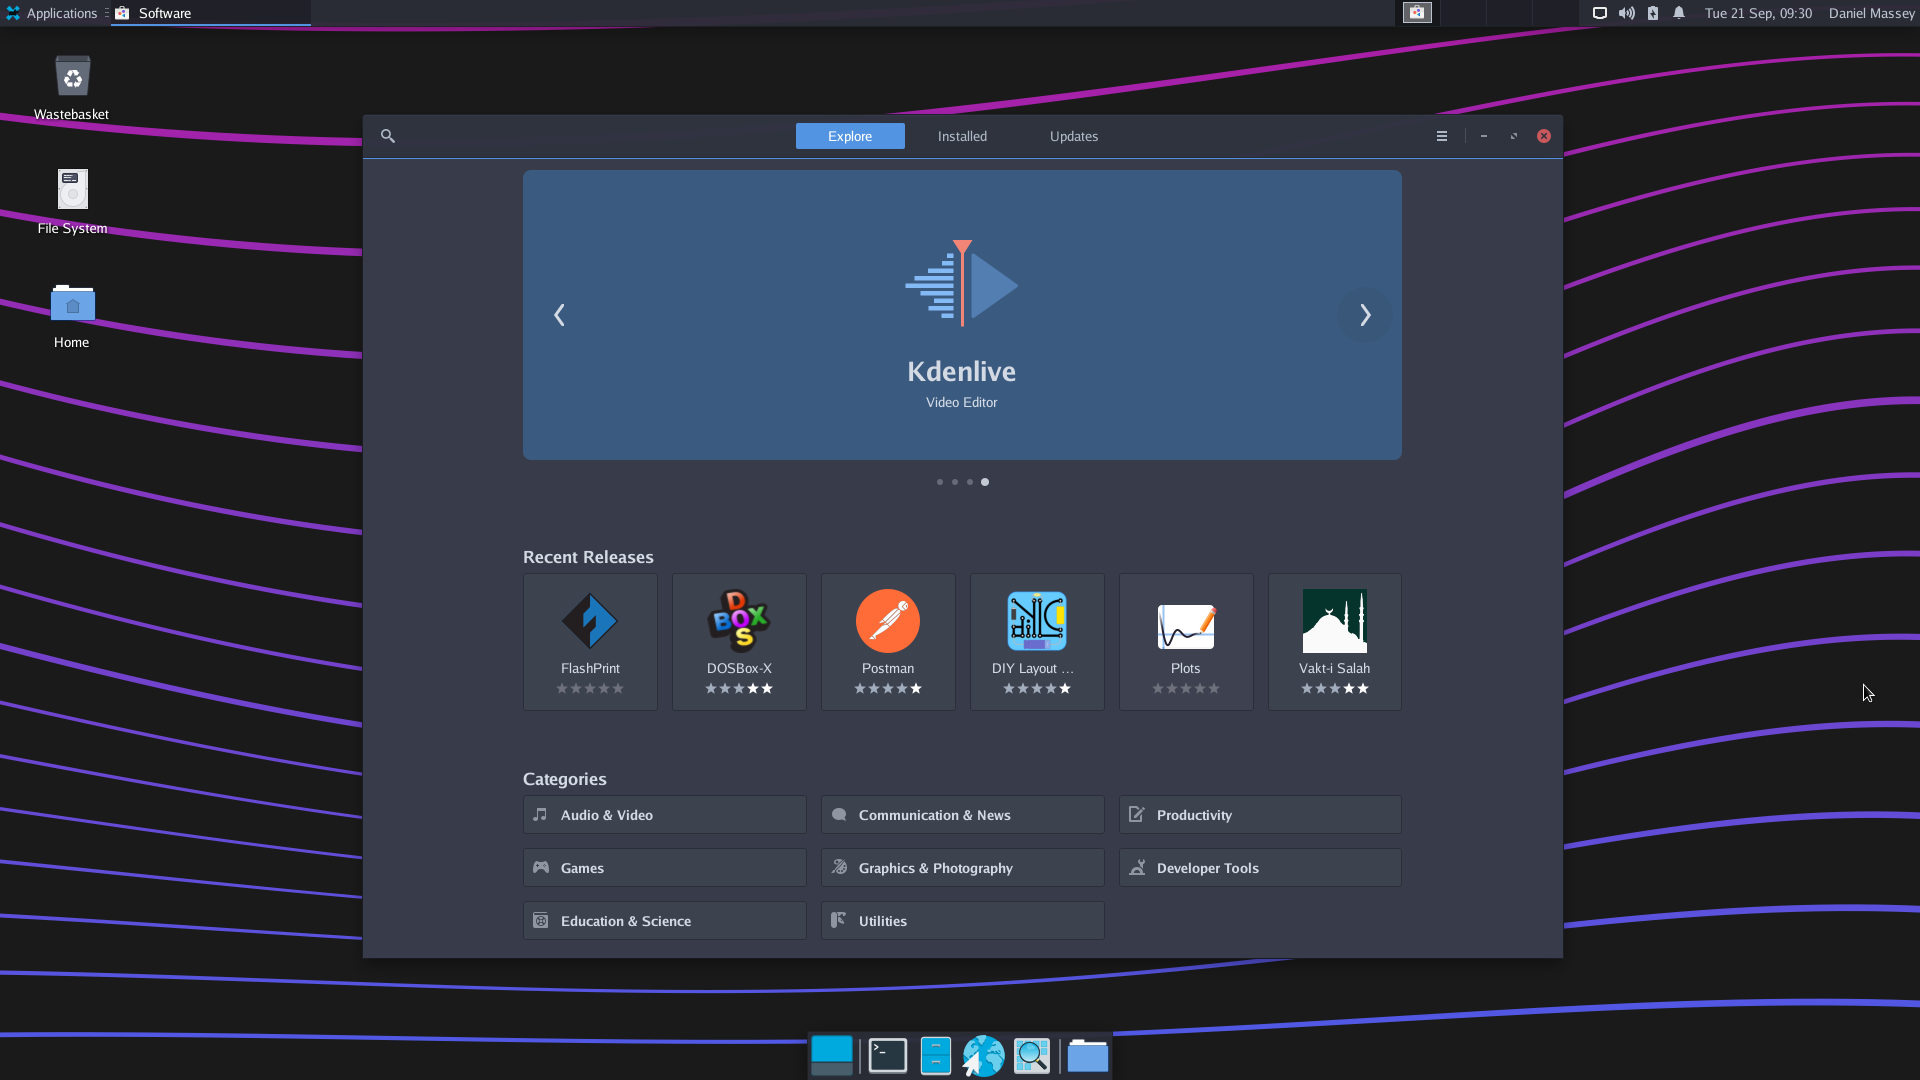 Applications
Software
Tue 21 Sep, 09:30
Daniel Massey
Wastebasket
File System
Home
Explore
Installed
Updates
Kdenlive
Video Editor
Recent Releases
FlashPrint
DOSBox-X
Postman
DIY Layout ...
Plots
Vakt-i Salah
Categories
Audio & Video
Communication & News
Productivity
Games
Graphics & Photography
Developer Tools
Education & Science
Utilities